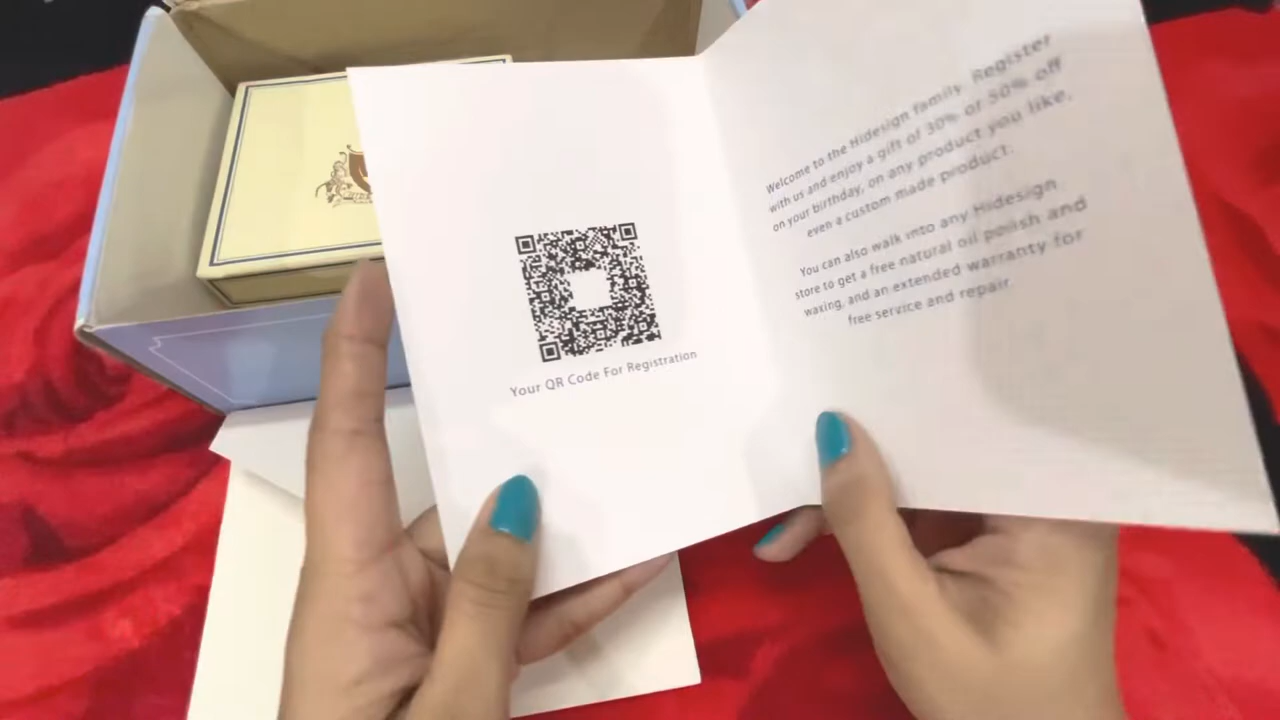 Your QR Code For Registration
Welcome to the Hidesign family. Register
with us and enjoy a gift of 30% of 50% off
on your birthday, on any product you like,
even a custom made product.
You can also walk into any Hidesign
store to get a free natural oil polish and
waxing, and an extended warranty for
free service and repair.